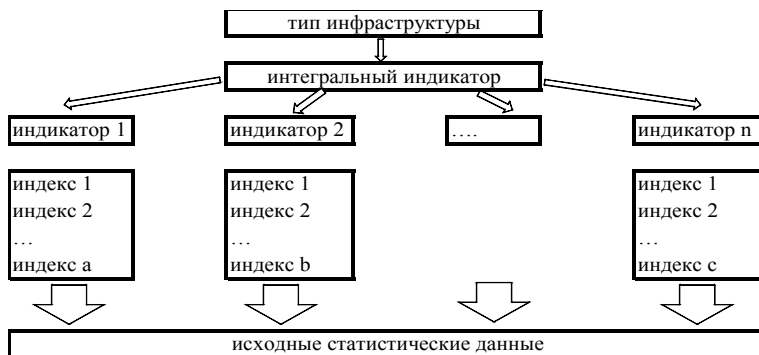 тип инфраструктуры
интегральный индикатор
индикатор 1
индикатор 2
….
индикатор n
индекс 1
индекс 2
…
индекс a
индекс 1
индекс 2
…
индекс b
индекс 1
индекс 2
…
индекс c
исходные статистические данные